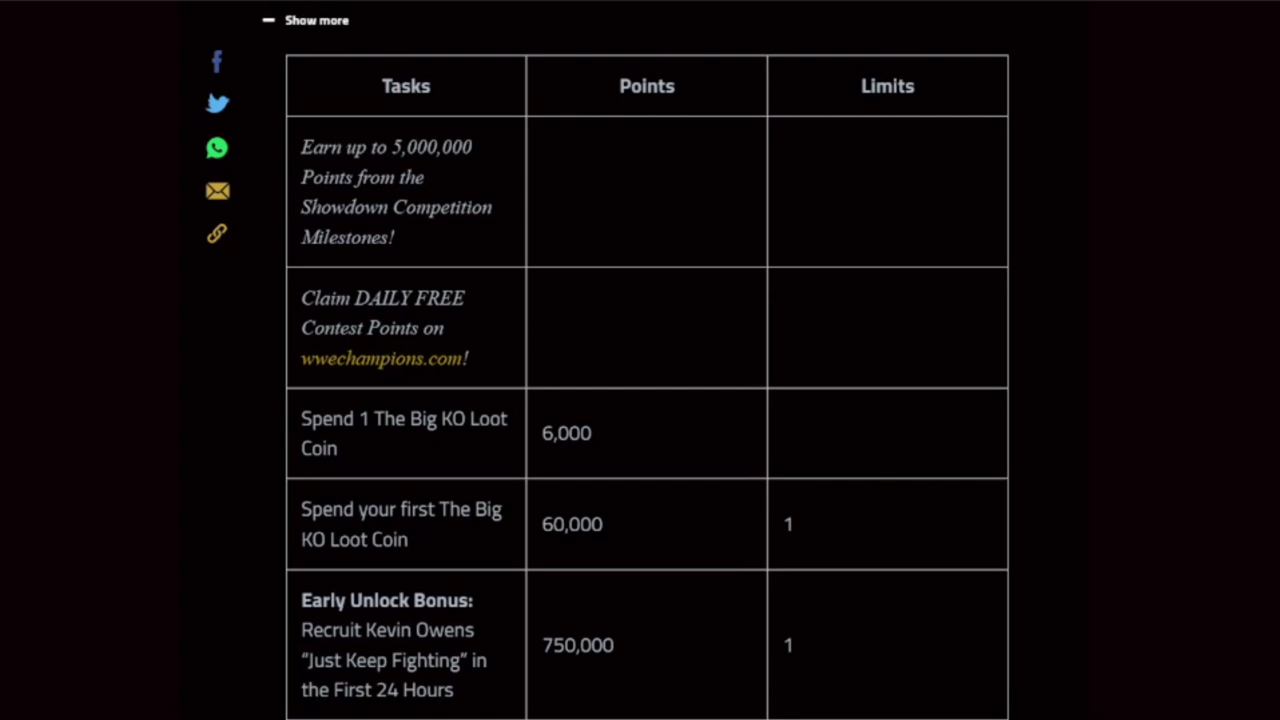 Show more
Tasks
Points
Limits
Earn up to 5,000,000
Points from the
Showdown Competition
Milestones!
Claim DAILY FREE
Contest Points on
wwechampions.com!
Spend 1 The Big KO Loot
Coin
6,000
Spend your first The Big
KO Loot Coin
60,000
1
Early Unlock Bonus:
Recruit Kevin Owens
“Just Keep Fighting” in
the First 24 Hours
750,000
1